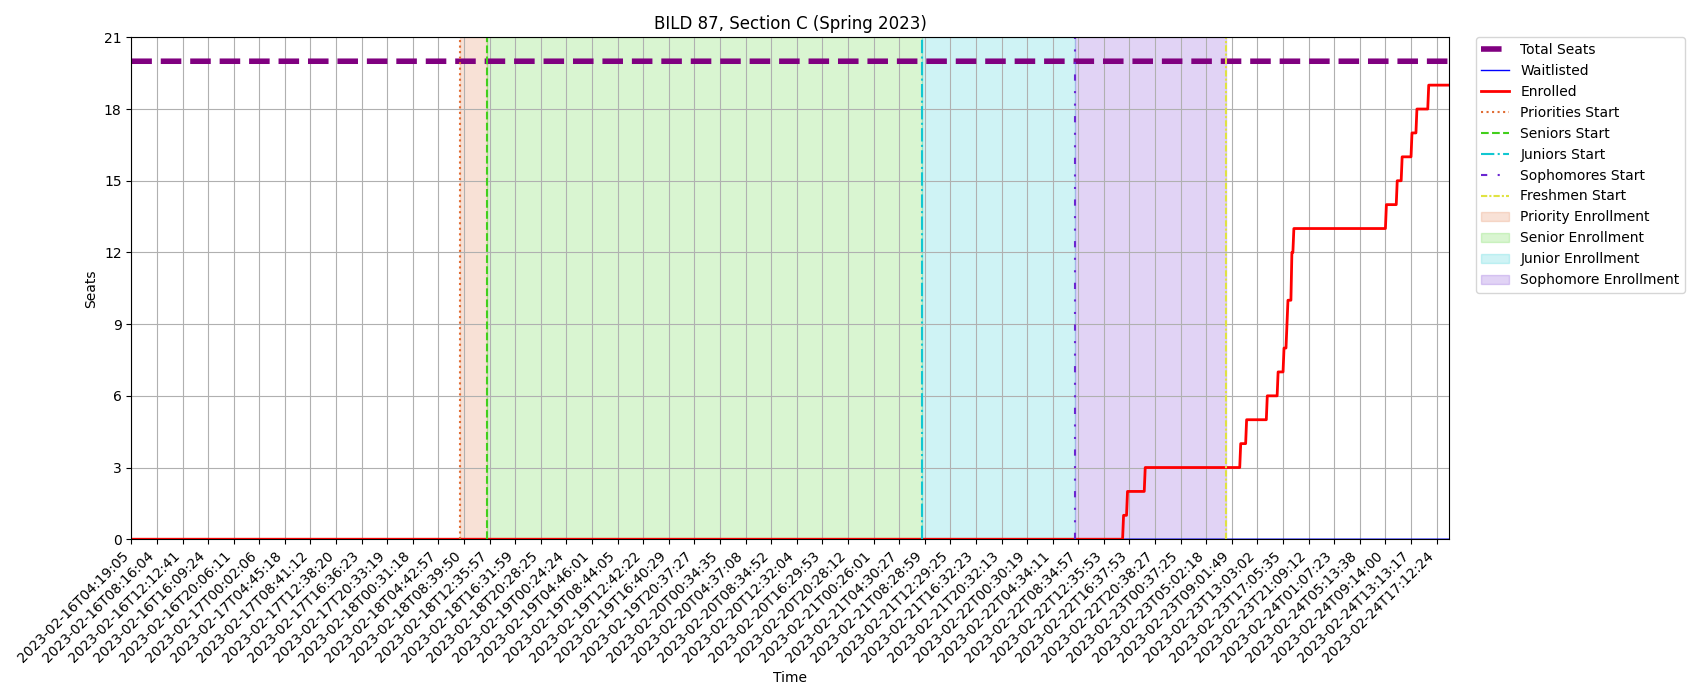 BILD 87, Section C (Spring 2023)
21
18
15
12
9
6
3
0
Seats
2023-02-16T04:19:05
2023-02-16T08:16:04
2023-02-16T12:12:41
2023-02-16T16:09:24
2023-02-16T20:06:11
2023-02-17T00:02:06
2023-02-17T04:45:18
2023-02-17T08:41:12
2023-02-17T12:38:20
2023-02-17T16:36:23
2023-02-17T20:33:19
2023-02-18T00:31:18
2023-02-18T04:42:57
2023-02-18T08:39:50
2023-02-18T12:35:57
2023-02-18T16:31:59
2023-02-18T20:28:25
2023-02-19T00:24:24
2023-02-19T04:46:01
2023-02-19T08:44:05
2023-02-19T12:42:22
2023-02-19T16:40:29
2023-02-19T20:37:27
2023-02-20T00:34:35
2023-02-20T04:37:08
2023-02-20T08:34:52
2023-02-20T12:32:04
2023-02-20T16:29:53
2023-02-20T20:28:12
2023-02-21T00:26:01
2023-02-21T04:30:27
2023-02-21T08:28:59
2023-02-21T12:29:25
2023-02-21T16:32:23
2023-02-21T20:32:13
2023-02-22T00:30:19
2023-02-22T04:34:11
2023-02-22T08:34:57
2023-02-22T12:35:53
2023-02-22T16:37:53
2023-02-22T20:38:27
2023-02-23T00:37:25
2023-02-23T05:02:18
2023-02-23T09:01:49
2023-02-23T13:03:02
2023-02-23T17:05:35
2023-02-23T21:09:12
2023-02-24T01:07:23
2023-02-24T05:13:38
2023-02-24T09:14:00
2023-02-24T13:13:17
2023-02-24T17:12:24
Time
Total Seats
Waitlisted
Enrolled
Priorities Start
Seniors Start
Juniors Start
Sophomores Start
Freshmen Start
Priority Enrollment
Senior Enrollment
Junior Enrollment
Sophomore Enrollment